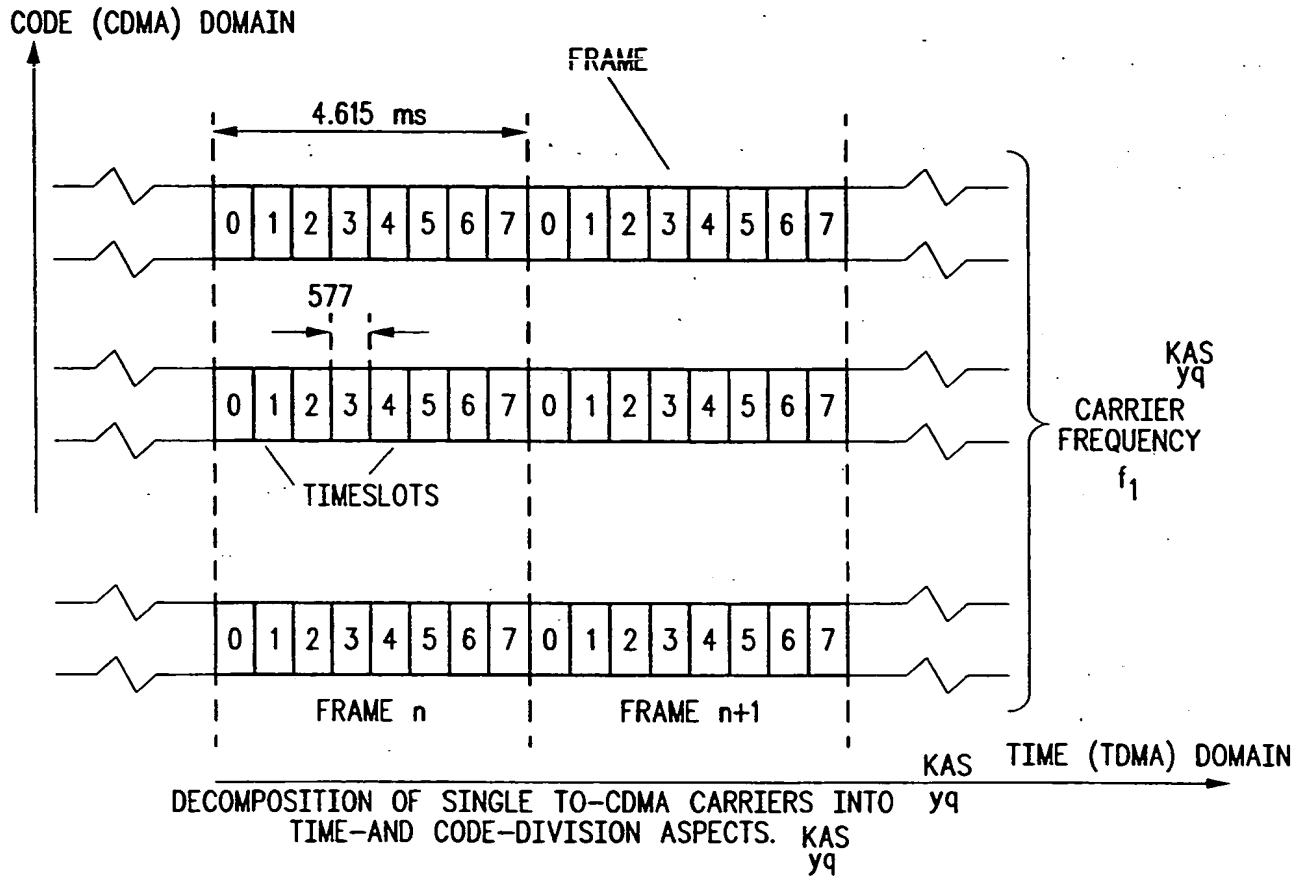 CODE (CDMA) DOMAIN
FRAME
4.615 ms
0 1 2 3 4 5 6 7 0 1 2 3 4 5 6 7
577
0 1 2 3 4 5 6 7 0 1 2 3 4 5 6 7
TIMESLOTS
KAS
yq
CARRIER
FREQUENCY
f1
0 1 2 3 4 5 6 7 0 1 2 3 4 5 6 7
FRAME n FRAME n+1
KAS
yq
TIME (TDMA) DOMAIN
DECOMPOSITION OF SINGLE TO-CDMA CARRIERS INTO
TIME-AND CODE-DIVISION ASPECTS.
KAS
yq